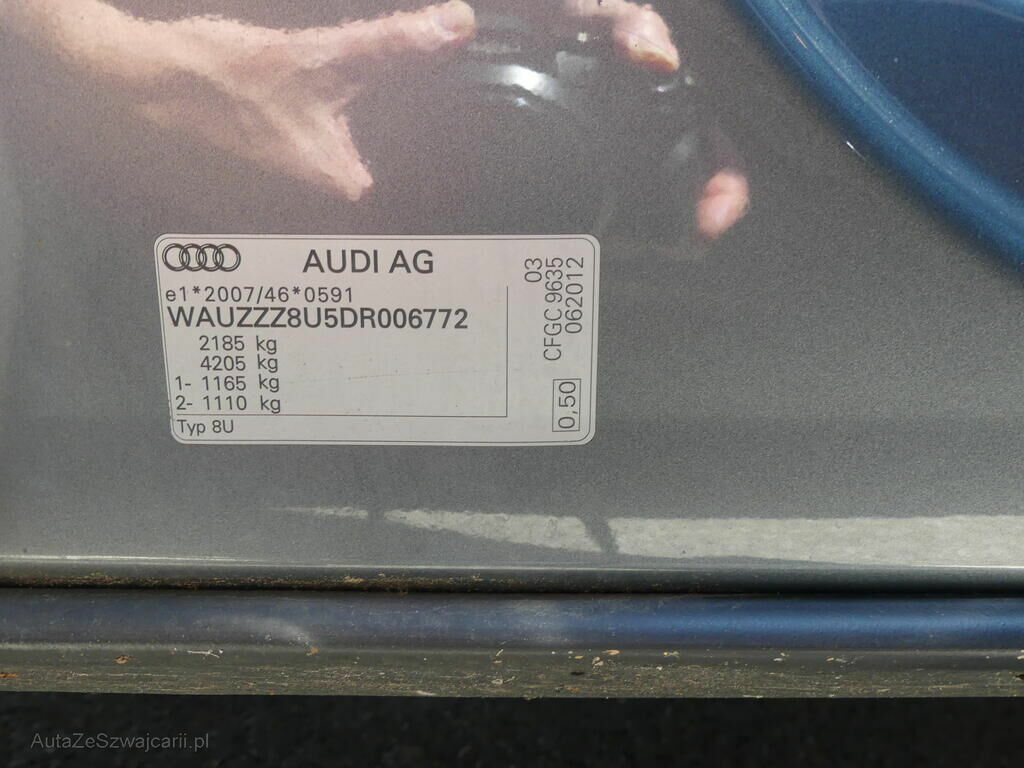 AUDI AG
e1*2007/46*0591
WAUZZZ8U5DR006772
2185 kg
4205 kg
1- 1165 kg
2- 1110 kg
Typ 8U
03
CFGC 9635
062012
0,50
AutaZeSzwajcarii.pl